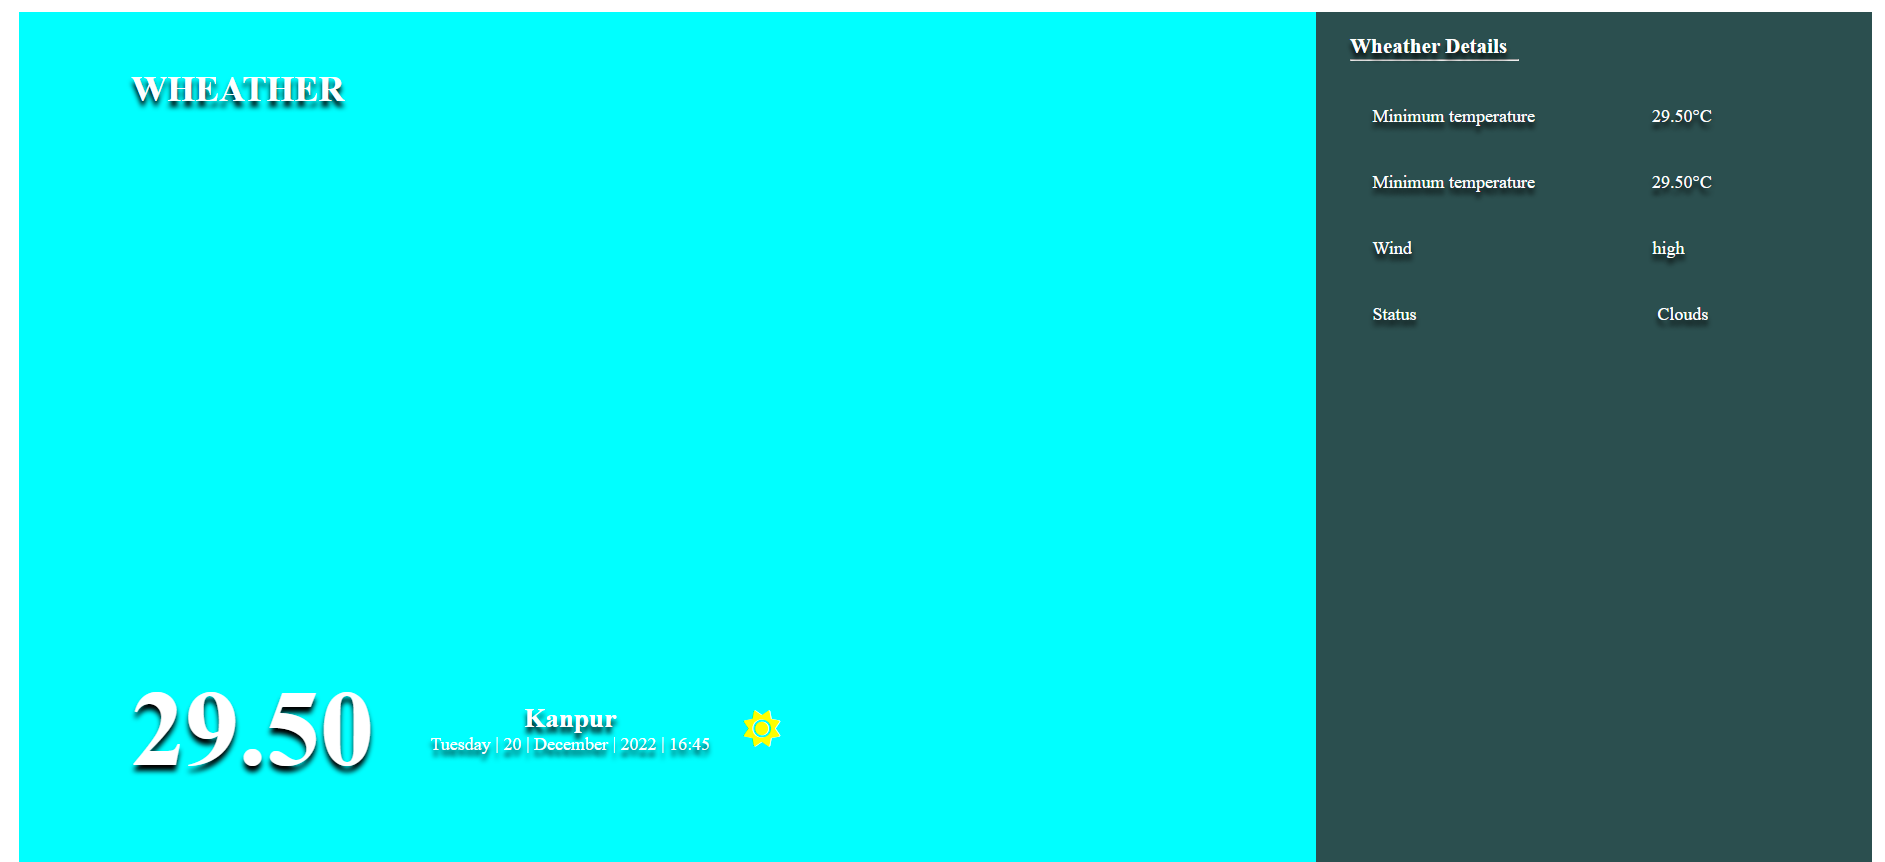 WHEATHER
29.50
Kanpur
Tuesday | 20 | December | 2022 | 16:45
Wheather Details
Minimum temperature 29.50°C
Minimum temperature 29.50°C
Wind high
Status Clouds